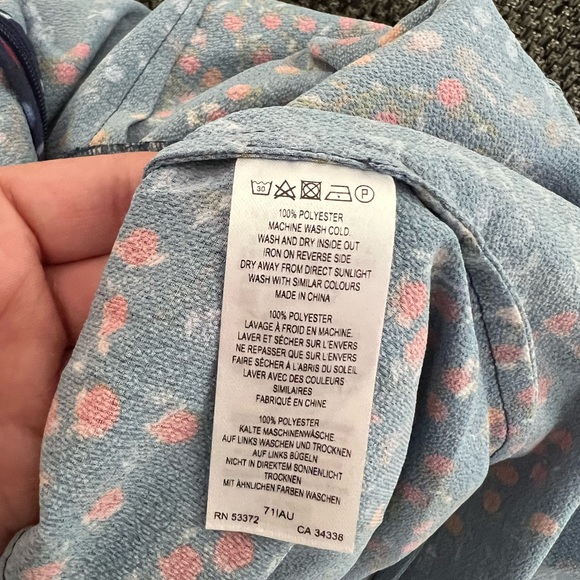 30
P
100% POLYESTER
MACHINE WASH COLD
WASH AND DRY INSIDE OUT
IRON ON REVERSE SIDE
DRY AWAY FROM DIRECT SUNLIGHT
WASH WITH SIMILAR COLOURS
MADE IN CHINA
100% POLYESTER
LAVAGE À FROID EN MACHINE.
LAVER ET SÉCHER SUR L'ENVERS
NE REPASSER QUE SUR L'ENVERS
FAIRE SÉCHER À L'ABRIS DU SOLEIL
LAVER AVEC DES COULEURS
SIMILAIRES
FABRIQUÉ EN CHINE
100% POLYESTER
KALTE MASCHINENWÄSCHE
AUF LINKS WASCHEN UND TROCKNEN
AUF LINKS BÜGELN
NICHT IN DIREKTEM SONNENLICHT
TROCKNEN
MIT ÄHNLICHEN FARBEN WASCHEN
71IAU
RN 53372 CA 34338